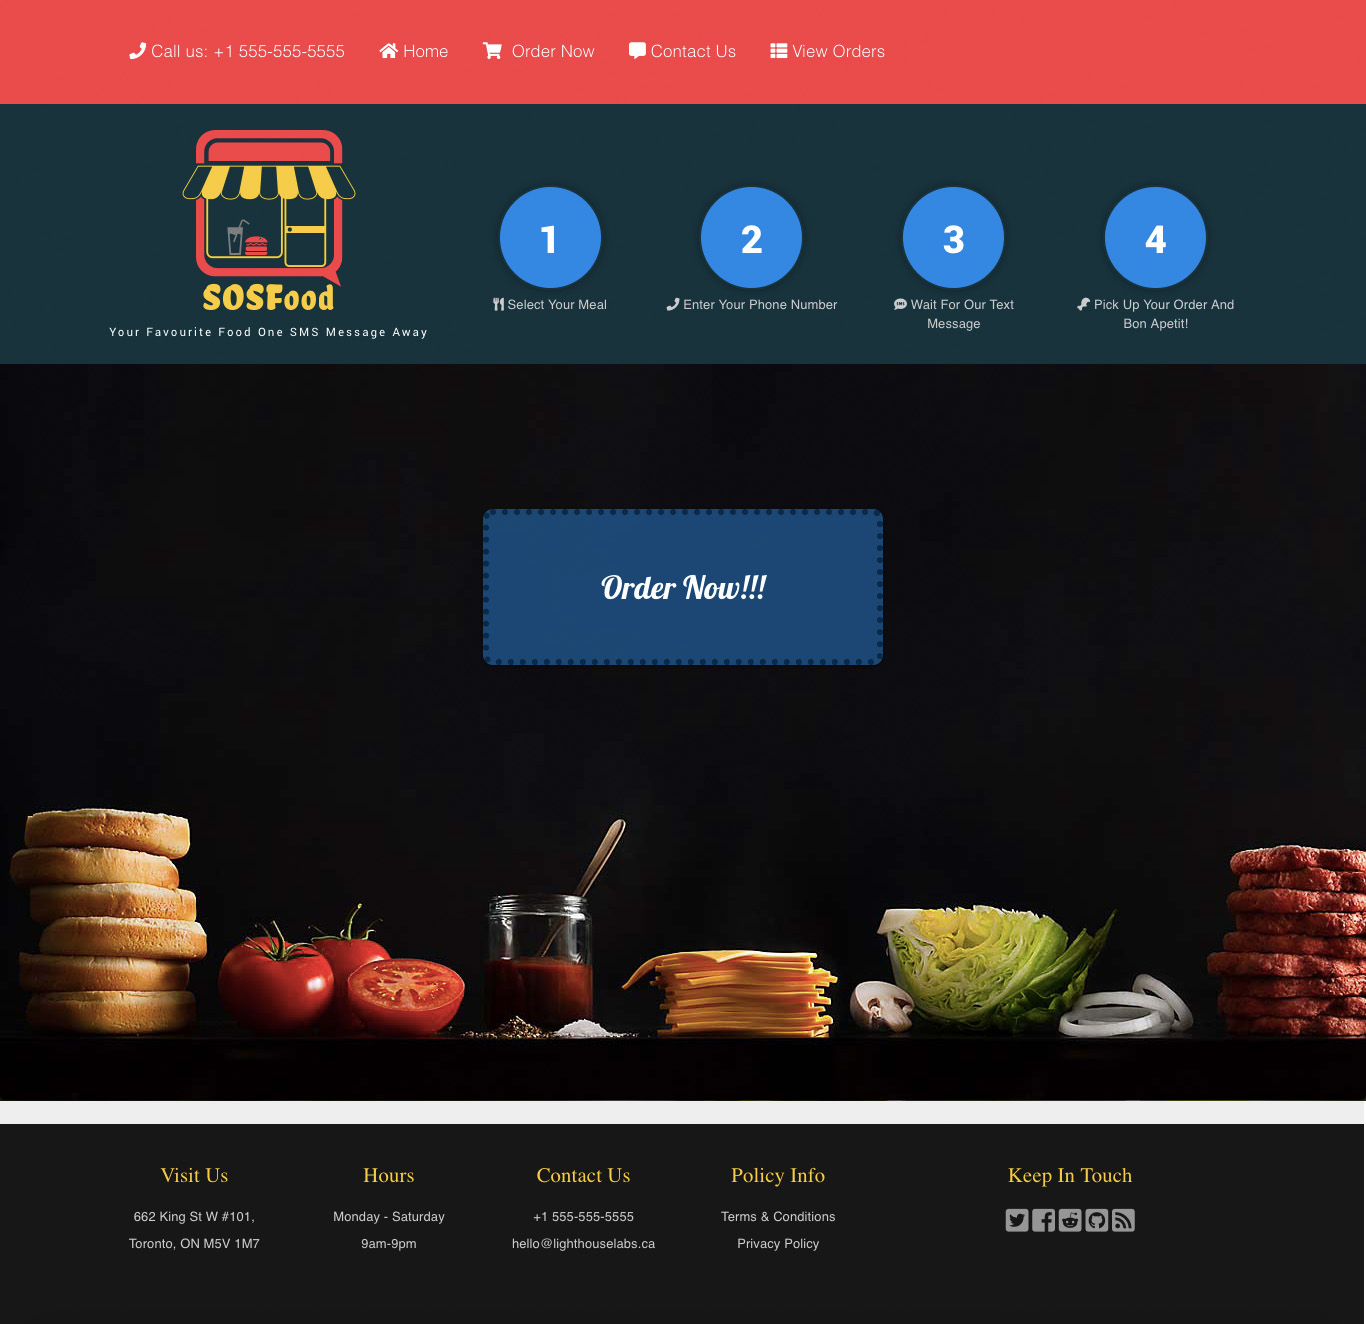 Call us: +1 555-555-5555 Home Order Now Contact Us View Orders
SOSFood
Your Favourite Food One SMS Message Away
1
Select Your Meal
2
Enter Your Phone Number
3
Wait For Our Text
Message
4
Pick Up Your Order And
Bon Apetit!
Order Now!!!
Visit Us
662 King St W #101,
Toronto, ON M5V 1M7
Hours
Monday - Saturday
9am-9pm
Contact Us
+1 555-555-5555
hello@lighthouselabs.ca
Policy Info
Terms & Conditions
Privacy Policy
Keep In Touch